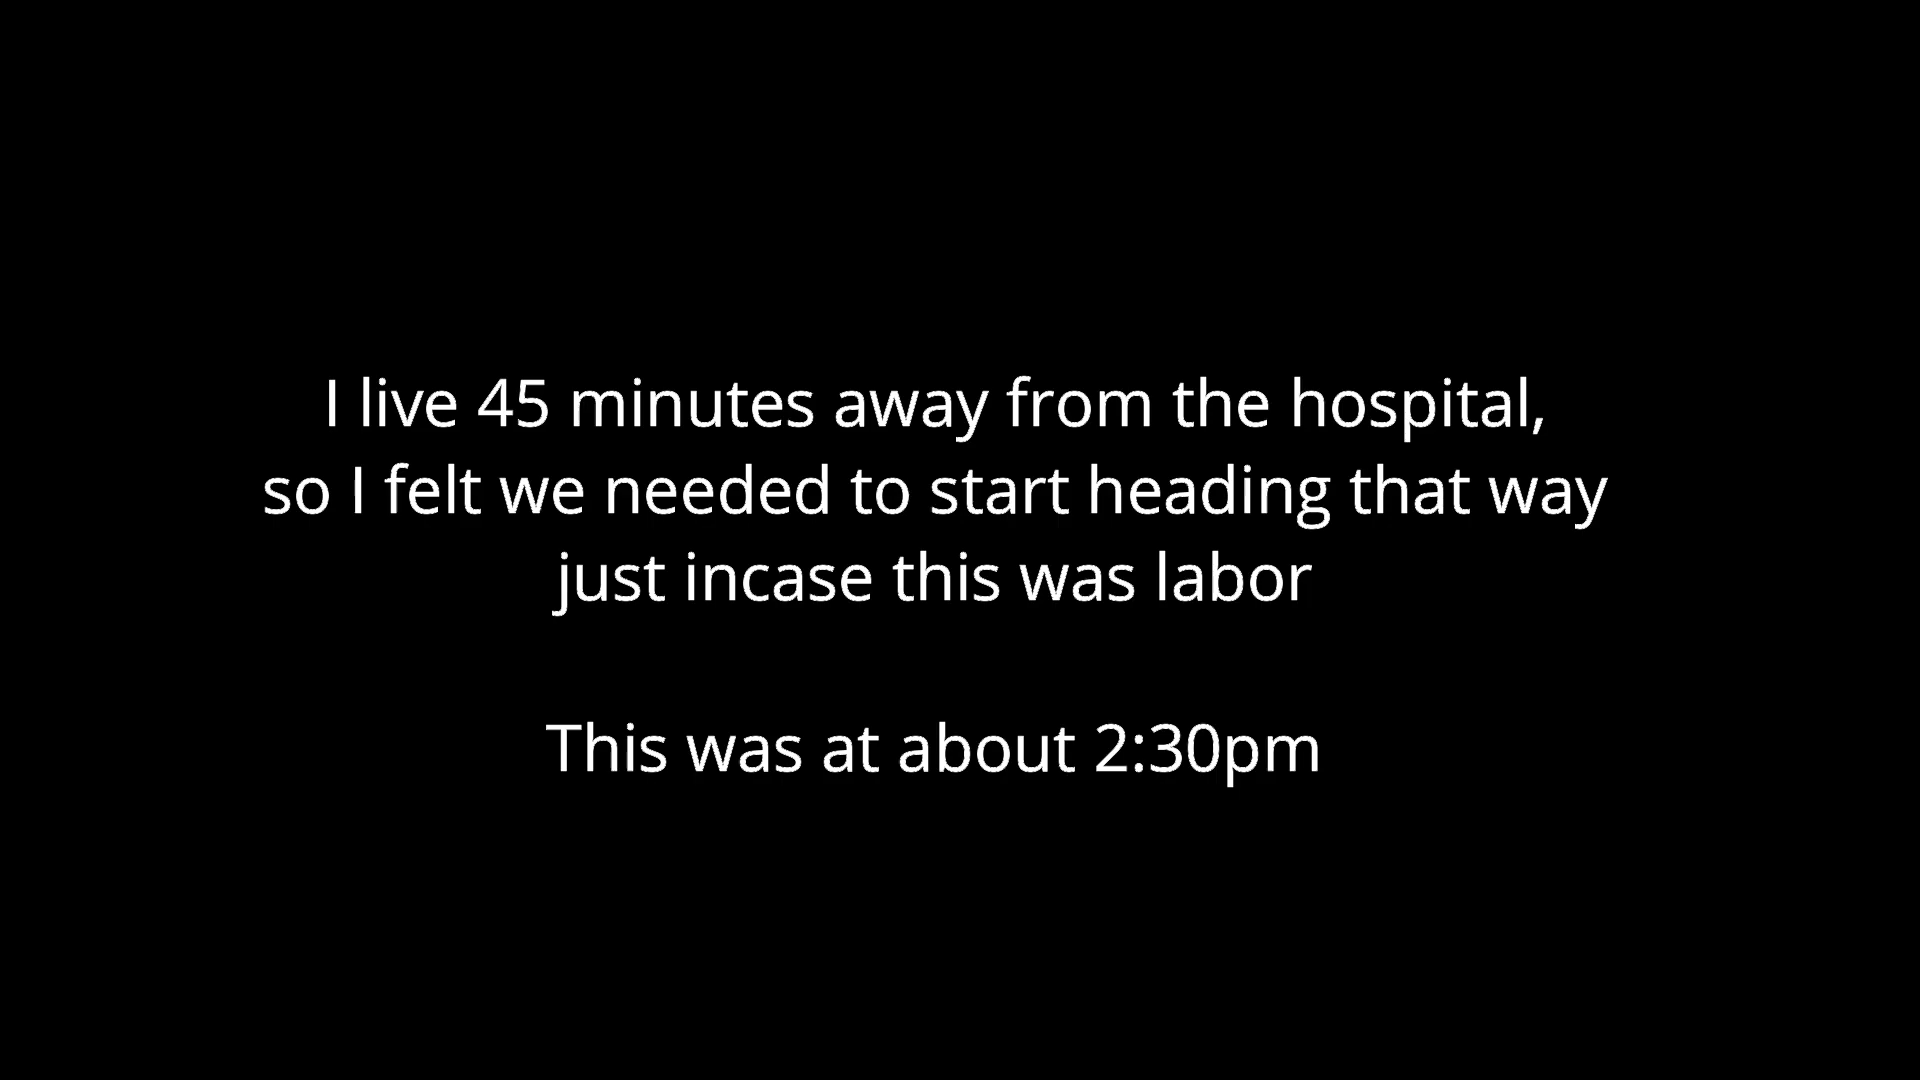 I live 45 minutes away from the hospital,
so I felt we needed to start heading that way
just incase this was labor
This was at about 2:30pm